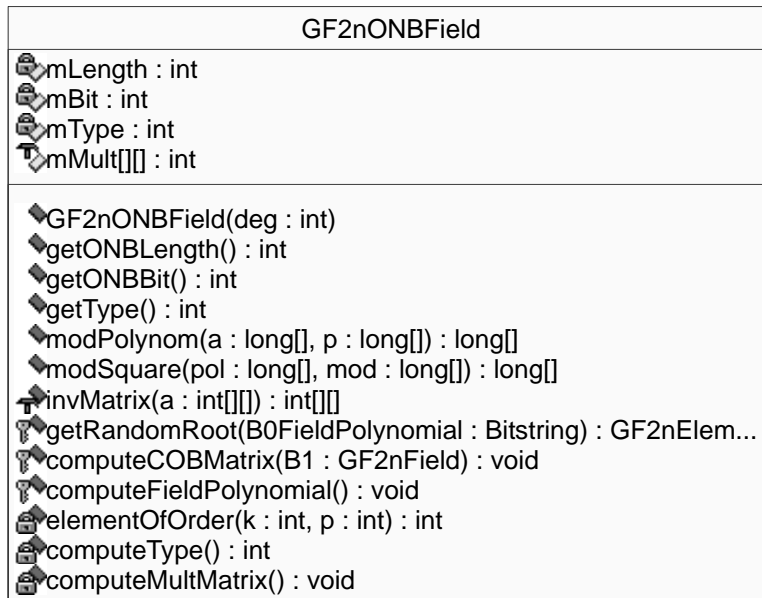 GF2nONBField
mLength : int
mBit : int
mType : int
mMult[][] : int
GF2nONBField(deg : int)
getONBLength() : int
getONBBit() : int
getType() : int
modPolynom(a : long[], p : long[]) : long[]
modSquare(pol : long[], mod : long[]) : long[]
invMatrix(a : int[][]) : int[][]
getRandomRoot(B0FieldPolynomial : Bitstring) : GF2nElem...
computeCOBMatrix(B1 : GF2nField) : void
computeFieldPolynomial() : void
elementOfOrder(k : int, p : int) : int
computeType() : int
computeMultMatrix() : void